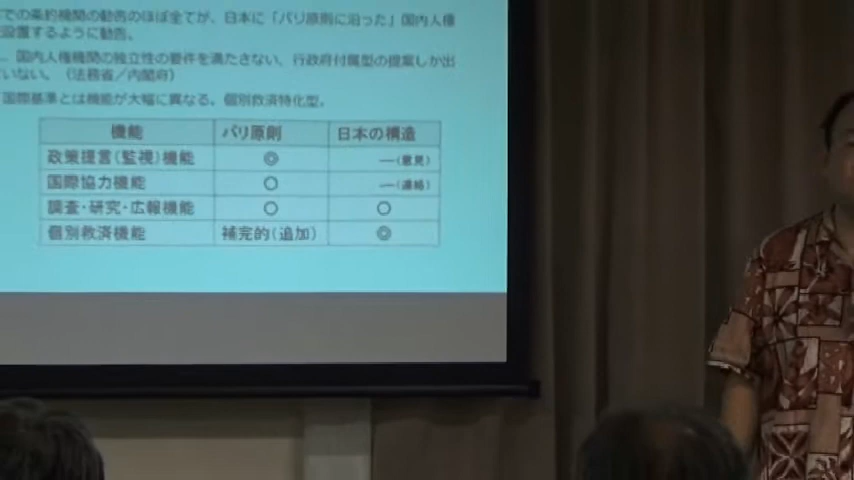 での条約機関の勧告のほぼ全てが、日本に「パリ原則に沿った」国内人権
設置するように勧告。
国内人権機関の独立性の要件を満たさない、行政府付属型の提案しか出
いない。（法務省／内閣府）
国際基準とは機能が大幅に異なる。個別救済特化型。
機能 パリ原則 日本の構造
政策提言(監視)機能 ◎ ―(意見)
国際協力機能 ○ ―(連絡)
調査・研究・広報機能 ○ ○
個別救済機能 補完的(追加) ◎